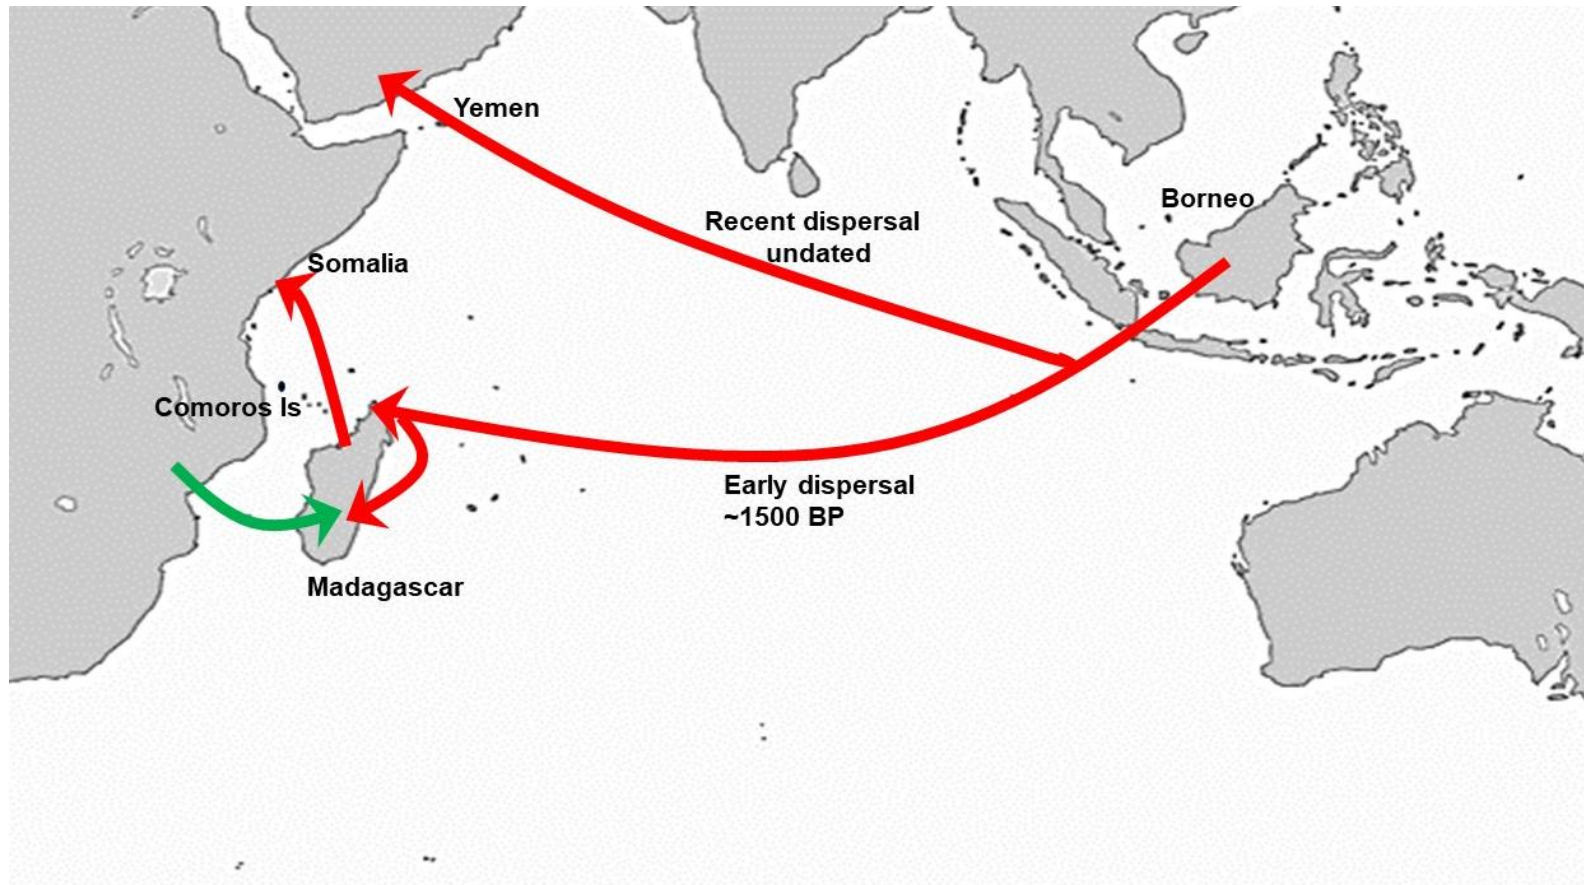 Yemen
Borneo
Recent dispersal
undated
Somalia
Comoros Is
Early dispersal
~1500 BP
Madagascar